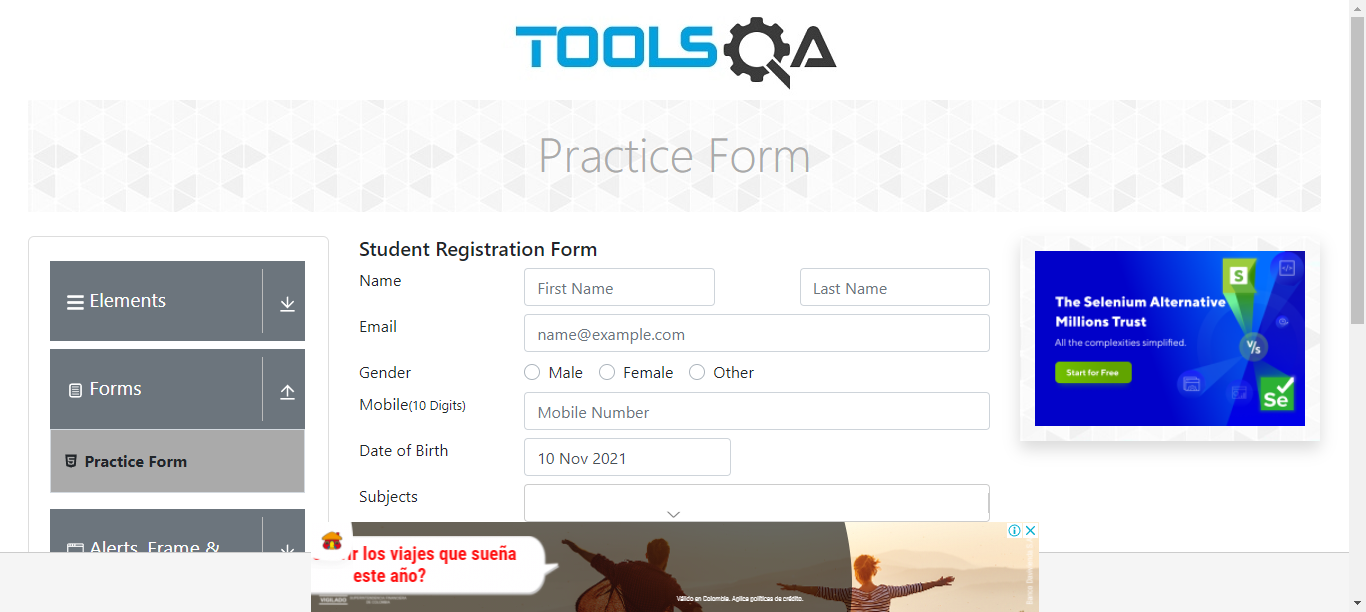 TOOLSQA
Practice Form
Elements
Forms
Practice Form
Alerts, Frame &
Student Registration Form
Name
First Name
Last Name
Email
name@example.com
Gender
Male
Female
Other
Mobile(10 Digits)
Mobile Number
Date of Birth
10 Nov 2021
Subjects
The Selenium Alternative
Millions Trust
All the complexities simplified.
Start for Free
S
V/s
Se
r los viajes que sueña
este año?
VIGILADO
Válido en Colombia. Aplica políticas de crédito.